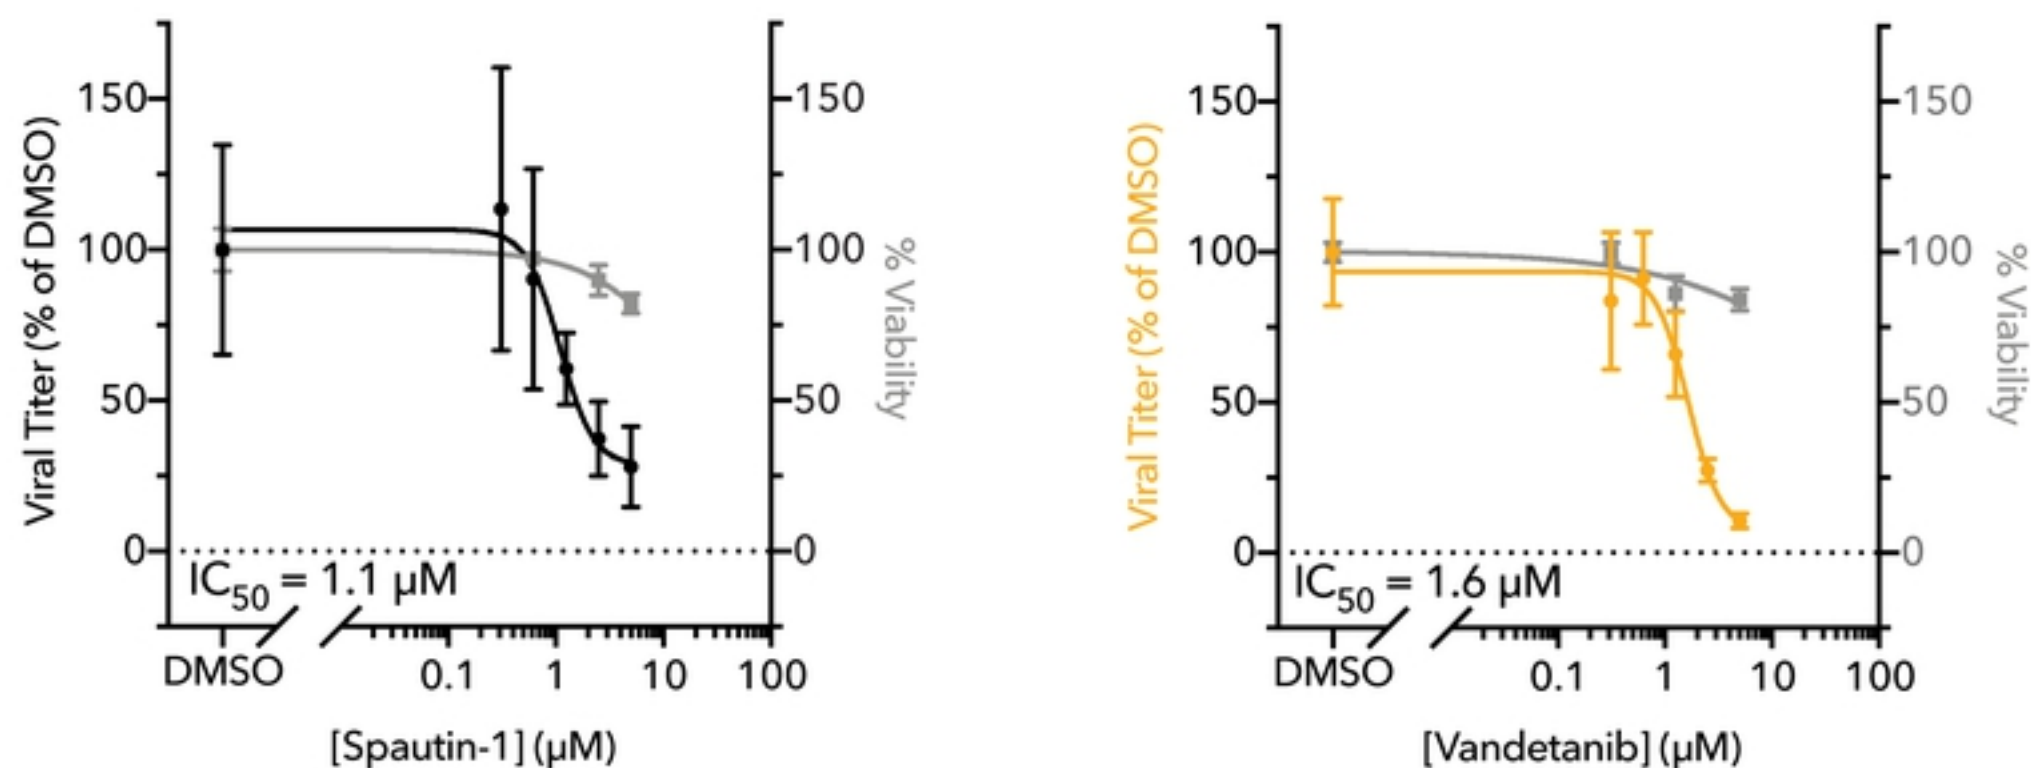 Viral Titer (% of DMSO)
150
100
50
0
150
100
50
0
% Viability
IC50 = 1.1 µM
DMSO
0.1
1
10
100
[Spautin-1] (µM)
Viral Titer (% of DMSO)
150
100
50
0
150
100
50
0
% Viability
IC50 = 1.6 µM
DMSO
0.1
1
10
100
[Vandetanib] (µM)